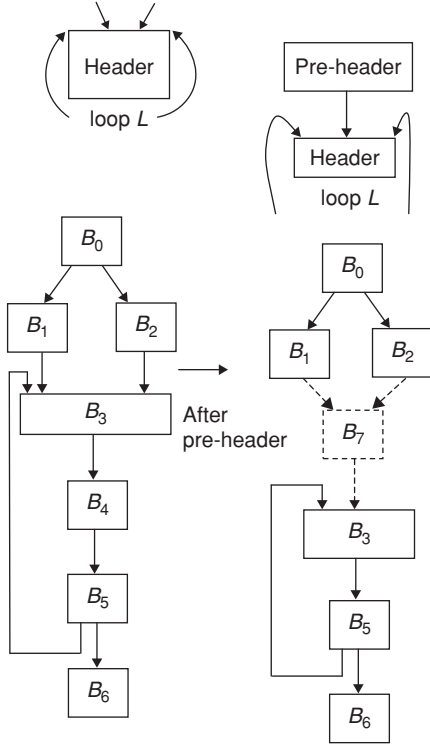 Header
loop L
Pre-header
Header
loop L
B0
B1
B2
B3
B4
B5
B6
After
pre-header
B0
B1
B2
B7
B3
B5
B6